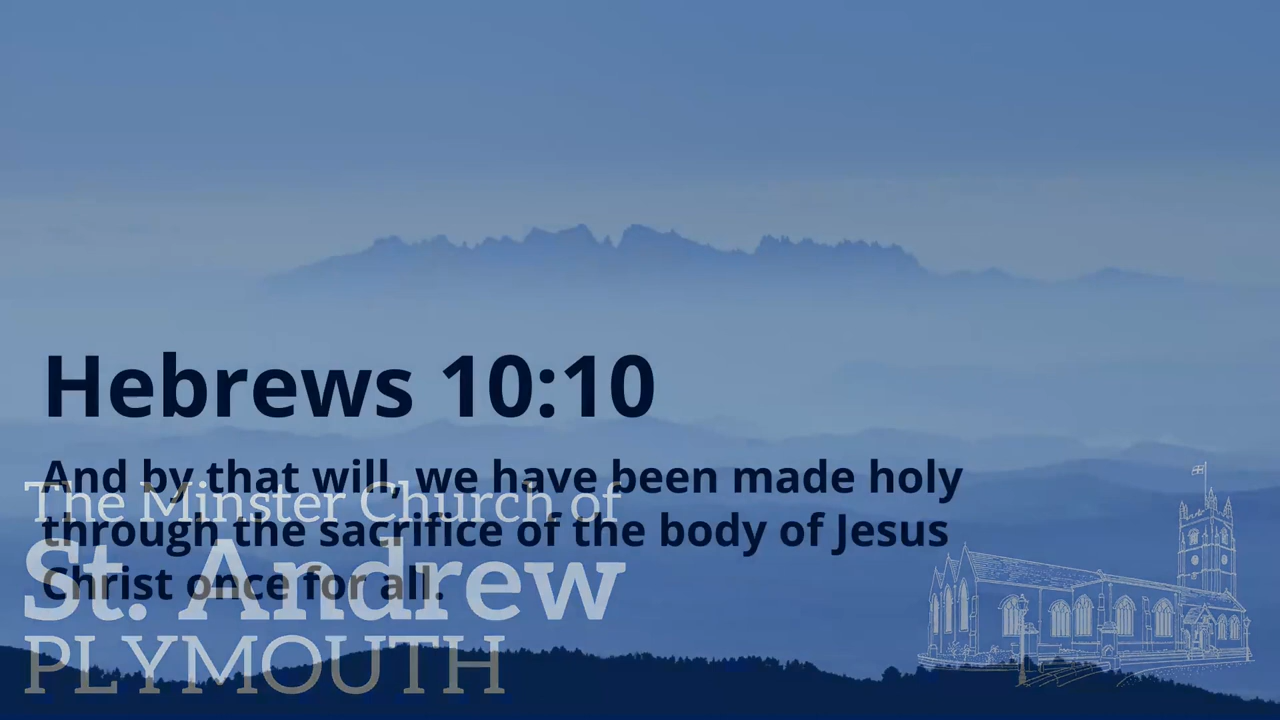 Hebrews 10:10
And by that will, we have been made holy
through the sacrifice of the body of Jesus
Christ once for all.
The Minster Church of
St. Andrew
PLYMOUTH